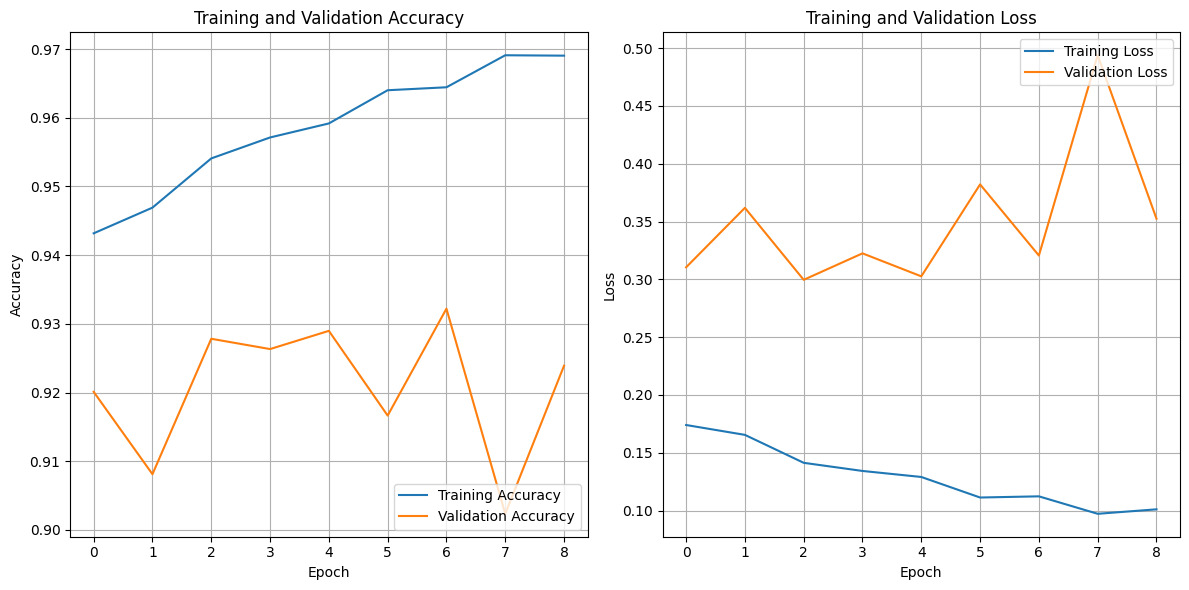 Training and Validation Accuracy
0.97
0.96
0.95
0.94
0.93
0.92
0.91
0.90
Accuracy
Training Accuracy
Validation Accuracy
0 1 2 3 4 5 6 7 8
Epoch
Training and Validation Loss
0.50
0.45
0.40
0.35
0.30
0.25
0.20
0.15
0.10
Loss
Training Loss
Validation Loss
0 1 2 3 4 5 6 7 8
Epoch